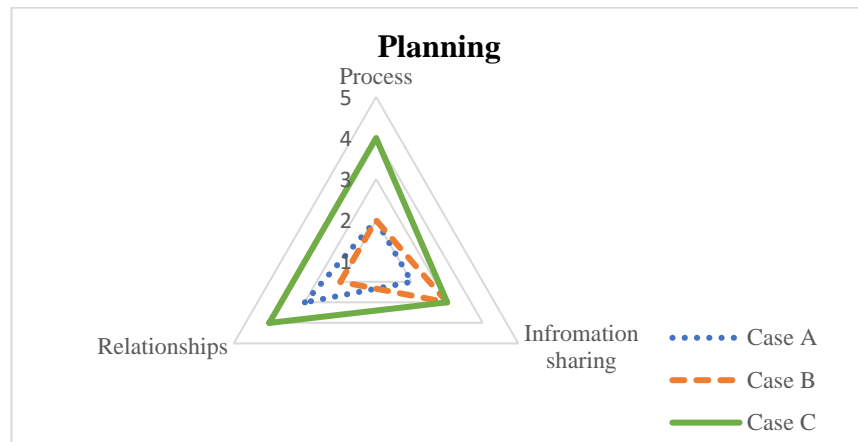 Planning
Process
5
4
3
2
1
Relationships
Infromation
sharing
Case A
Case B
Case C